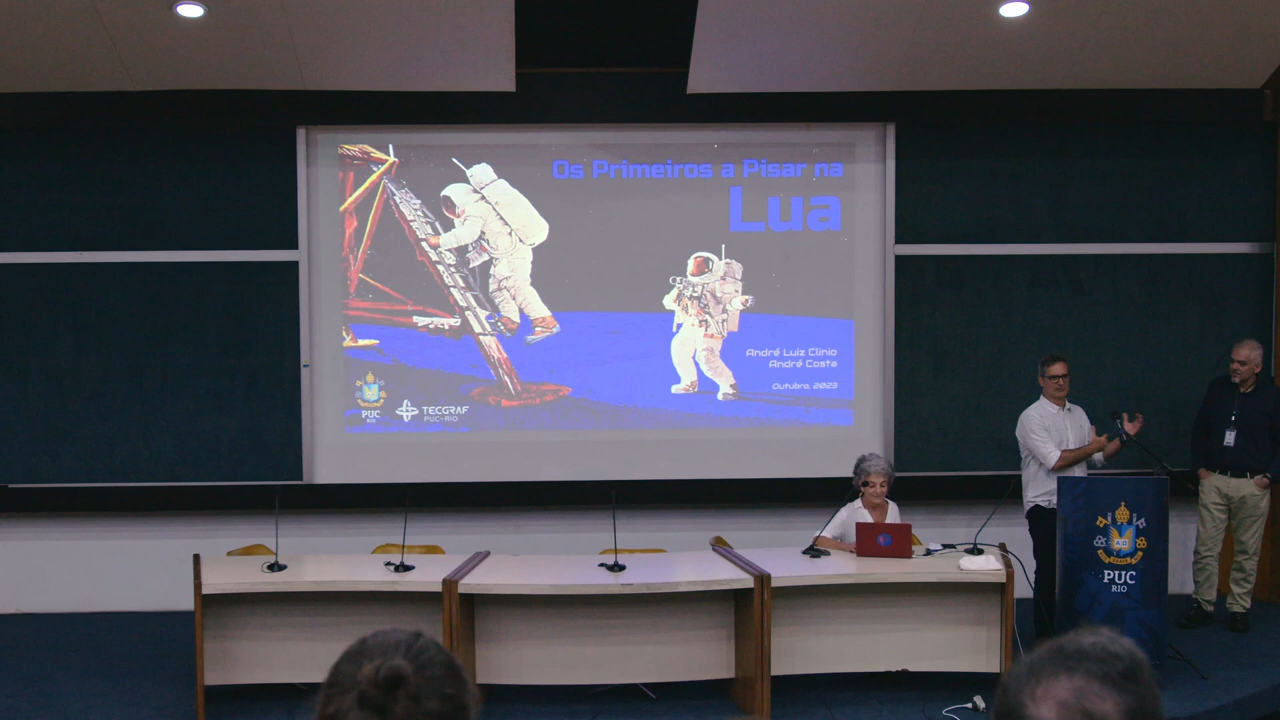 Os Primeiros a Pisar na
Lua
André Luiz Clinio
André Costa
Outubro, 2023
PUC
RIO
TECGRAF
PUC-RIO
PUC
RIO